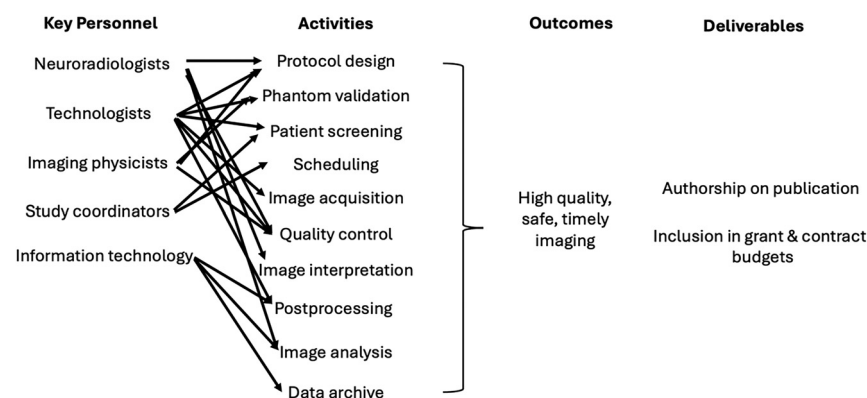 Key Personnel
Activities
Outcomes
Deliverables
Neuroradiologists
Technologists
Imaging physicists
Study coordinators
Information technology
Protocol design
Phantom validation
Patient screening
Scheduling
Image acquisition
Quality control
Image interpretation
Postprocessing
Image analysis
Data archive
High quality,
safe, timely
imaging
Authorship on publication
Inclusion in grant & contract
budgets